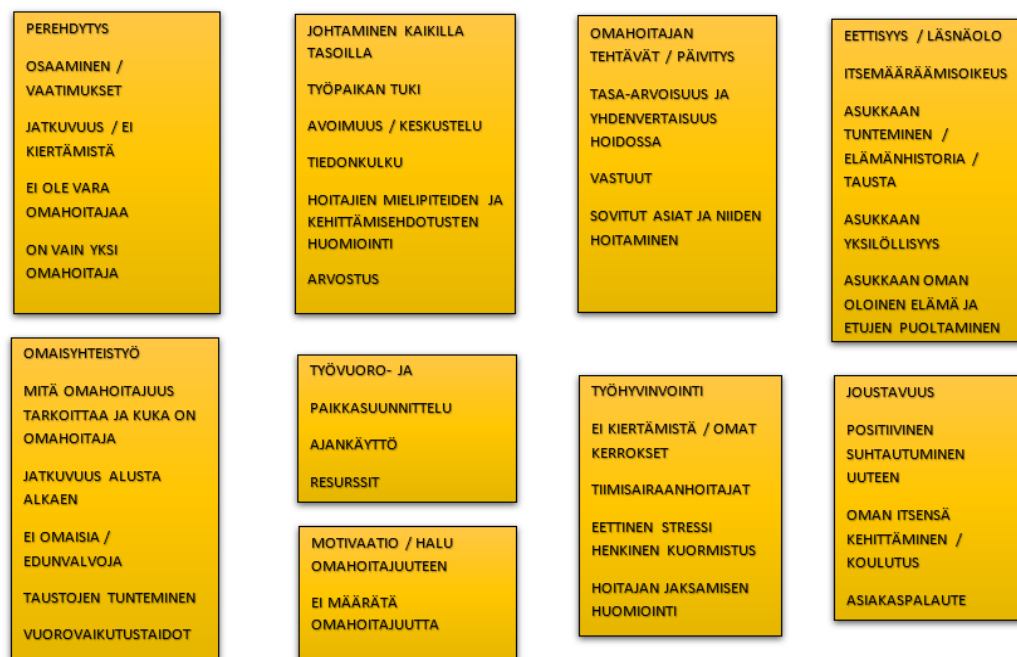 PEREHDYTYS
OSAAMINEN /
VAATIMUKSET
JATKUVUUS / EI
KIERTÄMISTÄ
EI OLE VARA
OMAHOITAJAA
ON VAIN YKSI
OMAHOITAJA
JOHTAMINEN KAIKILLA
TASOILLA
TYÖPAIKAN TUKI
AVOIMUUS / KESKUSTELU
TIEDONKULKU
HOITAJIEN MIELIPITEIDEN JA
KEHITTÄMISEHDOTUSTEN
HUOMIOINTI
ARVOSTUS
OMAHOITAJAN
TEHTÄVÄT / PÄIVITYS
TASA-ARVOISUUS JA
YHDENVERTAISUUS
HOIDOSSA
VASTUUT
SOVITUT ASIAT JA NIIDEN
HOITAMINEN
EETTISYYS / LÄSNÄOLO
ITSEMÄÄRÄÄMISOIKEUS
ASUKKAAN
TUNTEMINEN /
ELÄMÄNHISTORIA /
TAUSTA
ASUKKAAN
YKSILÖLLISYYS
ASUKKAAN OMAN
OLOINEN ELÄMÄ JA
ETUJEN PUOLTAMINEN
OMAISYHTEISTYÖ
MITÄ OMAHOITAJUUS
TARKOITTAA JA KUKA ON
OMAHOITAJA
JATKUVUUS ALUSTA
ALKAEN
EI OMAISIA /
EDUNVALVOJA
TAUSTOJEN TUNTEMINEN
VUOROVAIKUTUSTAIDOT
TYÖVUORO- JA
PAIKKASUUNNITTELU
AJANKÄYTTÖ
RESURSSIT
MOTIVAATIO / HALU
OMAHOITAJUUTEEN
EI MÄÄRÄTÄ
OMAHOITAJUUTTA
TYÖHYVINVOINTI
EI KIERTÄMISTÄ / OMAT
KERROKSET
TIIMISAIRAANHOITAJAT
EETTINEN STRESSI
HENKINEN KUORMISTUS
HOITAJAN JAKSAMISEN
HUOMIOINTI
JOUSTAVUUS
POSITIIVINEN
SUHTAUTUMINEN
UUTEEN
OMAN ITSENSÄ
KEHITTÄMINEN /
KOULUTUS
ASIAKASPALAUTE